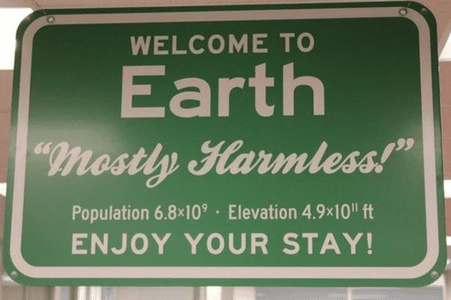 WELCOME TO
Earth
“Mostly Harmless!”
Population 6.8×10⁹ · Elevation 4.9×10¹¹ ft
ENJOY YOUR STAY!